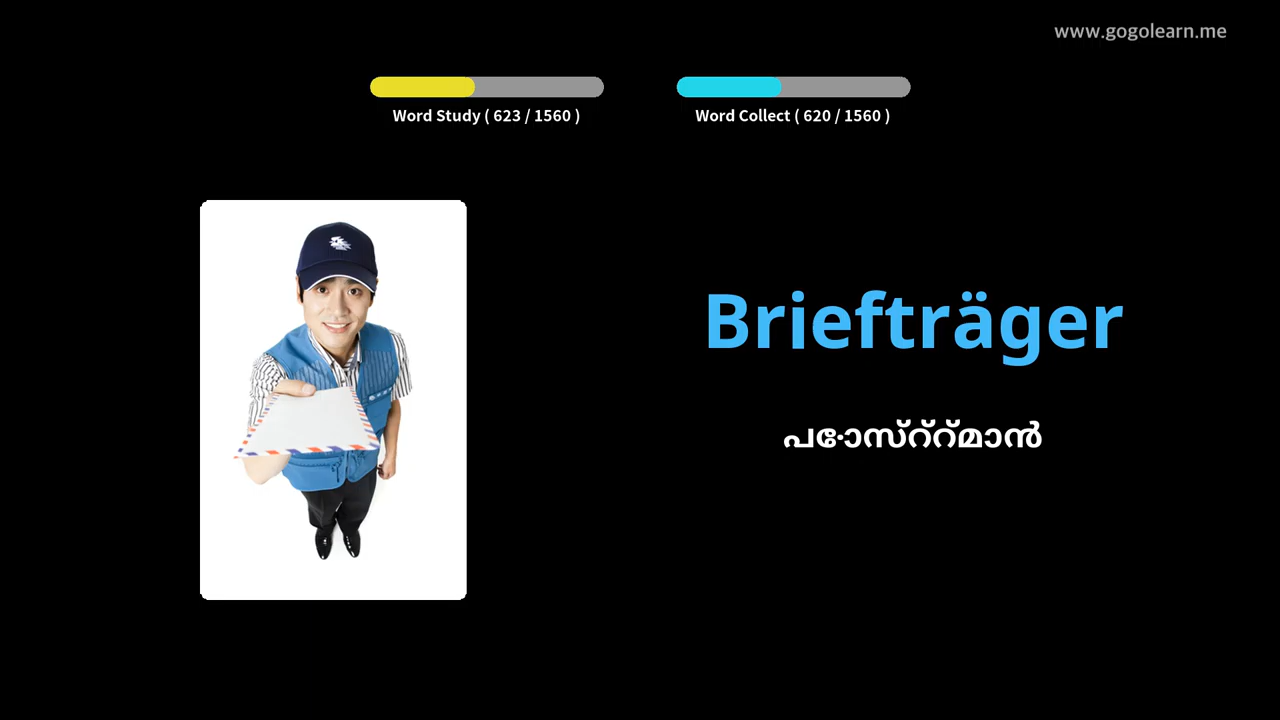 www.gogolearn.me
Word Study ( 623 / 1560 )
Word Collect ( 620 / 1560 )
Briefträger
പോസ്റ്റ്മാൻ